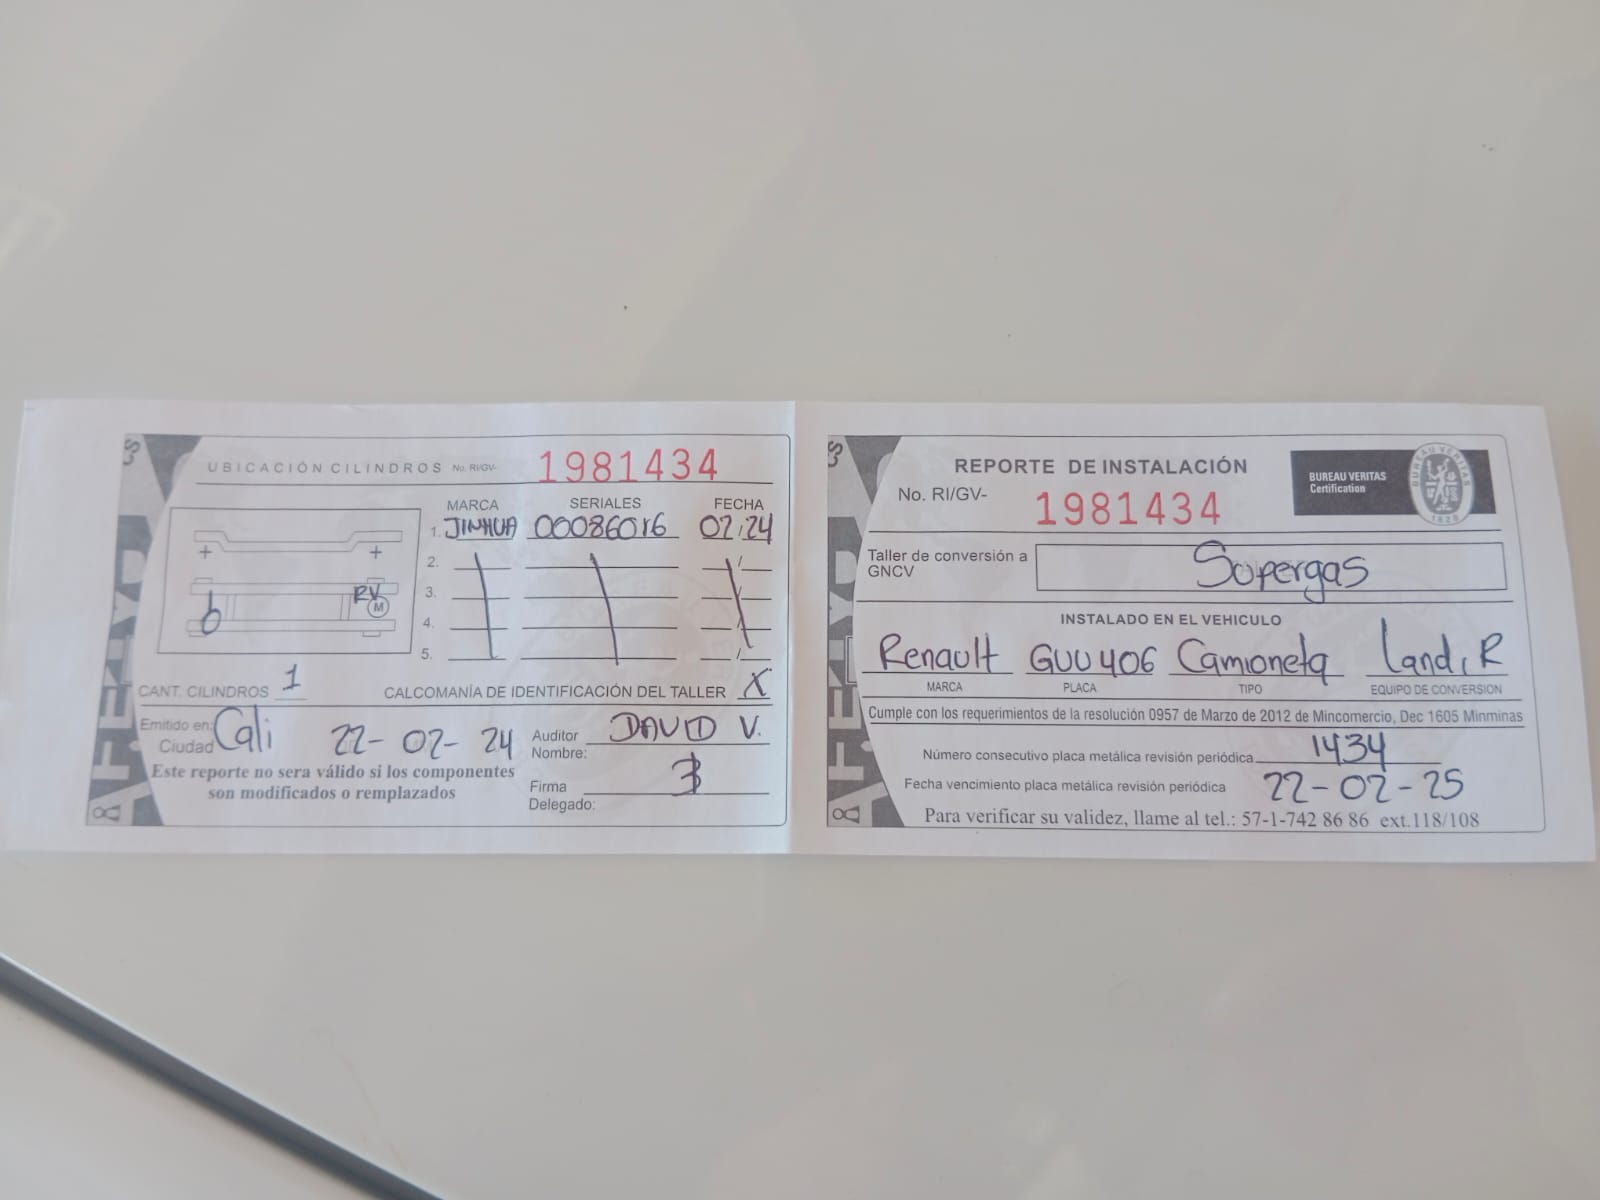 UBICACIÓN CILINDROS No. RI/GV- 1981434
MARCA SERIALES FECHA
1. JINHUA 00086016 02/24
2. /
3. /
4. /
5. /
+ +
RV
M
CANT. CILINDROS 1 CALCOMANÍA DE IDENTIFICACIÓN DEL TALLER X
Emitido en: Ciudad Cali 22-02-24
Auditor Nombre: DAVID V.
Este reporte no sera válido si los componentes
son modificados o remplazados
Firma
Delegado:
REPORTE DE INSTALACIÓN
No. RI/GV- 1981434
BUREAU VERITAS
Certification
BUREAU VERITAS
1828
Taller de conversión a
GNCV
Sopergas
INSTALADO EN EL VEHICULO
Renault GUU406 Camioneta Landi R
MARCA PLACA TIPO EQUIPO DE CONVERSION
Cumple con los requerimientos de la resolución 0957 de Marzo de 2012 de Mincomercio, Dec 1605 Minminas
Número consecutivo placa metálica revisión periódica 1434
Fecha vencimiento placa metálica revisión periódica 22-02-25
Para verificar su validez, llame al tel.: 57-1-742 86 86 ext.118/108